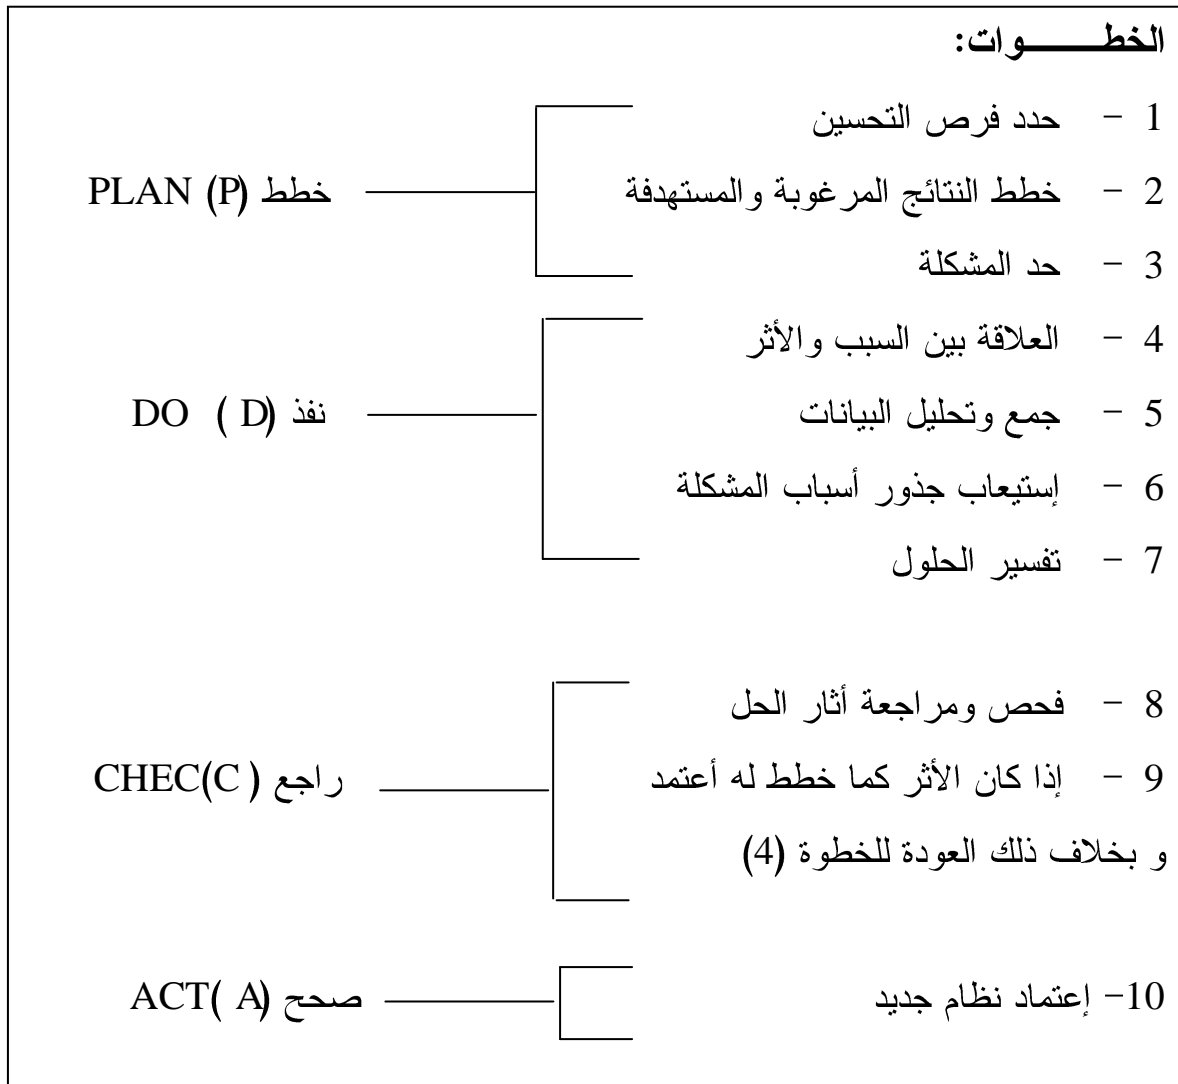 الخطـــــــوات:
1 - حدد فرص التحسين
2 - خطط النتائج المرغوبة والمستهدفة
خطط PLAN (P)
3 - حد المشكلة
4 - العلاقة بين السبب والأثر
5 - جمع وتحليل البيانات
نفذ DO ( D)
6 - إستيعاب جذور أسباب المشكلة
7 - تفسير الحلول
8 - فحص ومراجعة أثار الحل
9 - إذا كان الأثر كما خطط له أعتمد
راجع CHEC(C )
و بخلاف ذلك العودة للخطوة (4)
10- إعتماد نظام جديد
صحح ACT( A)